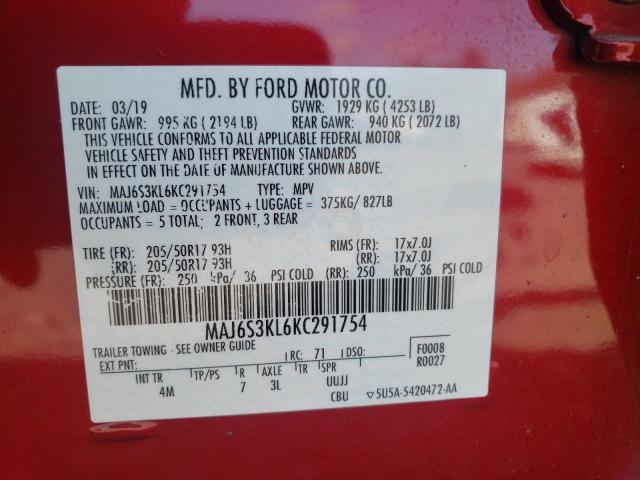 MFD. BY FORD MOTOR CO.
DATE: 03/19 GVWR: 1929 KG ( 4253 LB)
FRONT GAWR: 995 KG ( 2194 LB) REAR GAWR: 940 KG ( 2072 LB)
THIS VEHICLE CONFORMS TO ALL APPLICABLE FEDERAL MOTOR
VEHICLE SAFETY AND THEFT PREVENTION STANDARDS
IN EFFECT ON THE DATE OF MANUFACTURE SHOWN ABOVE.
VIN: MAJ6S3KL6KC291754 TYPE: MPV
MAXIMUM LOAD = OCCUPANTS + LUGGAGE = 375KG/ 827LB
OCCUPANTS = 5 TOTAL; 2 FRONT, 3 REAR
TIRE (FR): 205/50R17 93H RIMS (FR): 17x7.0J
(RR): 205/50R17 93H (RR): 17x7.0J
PRESSURE (FR): 250 kPa/ 36 PSI COLD (RR): 250 kPa/ 36 PSI COLD
MAJ6S3KL6KC291754
TRAILER TOWING - SEE OWNER GUIDE
EXT PNT: RC: 71 DSO: F0008
R0027
INT TR TP/PS R AXLE TR SPR
4M 7 3L UUJJ
CBU ▽5U5A-5420472-AA